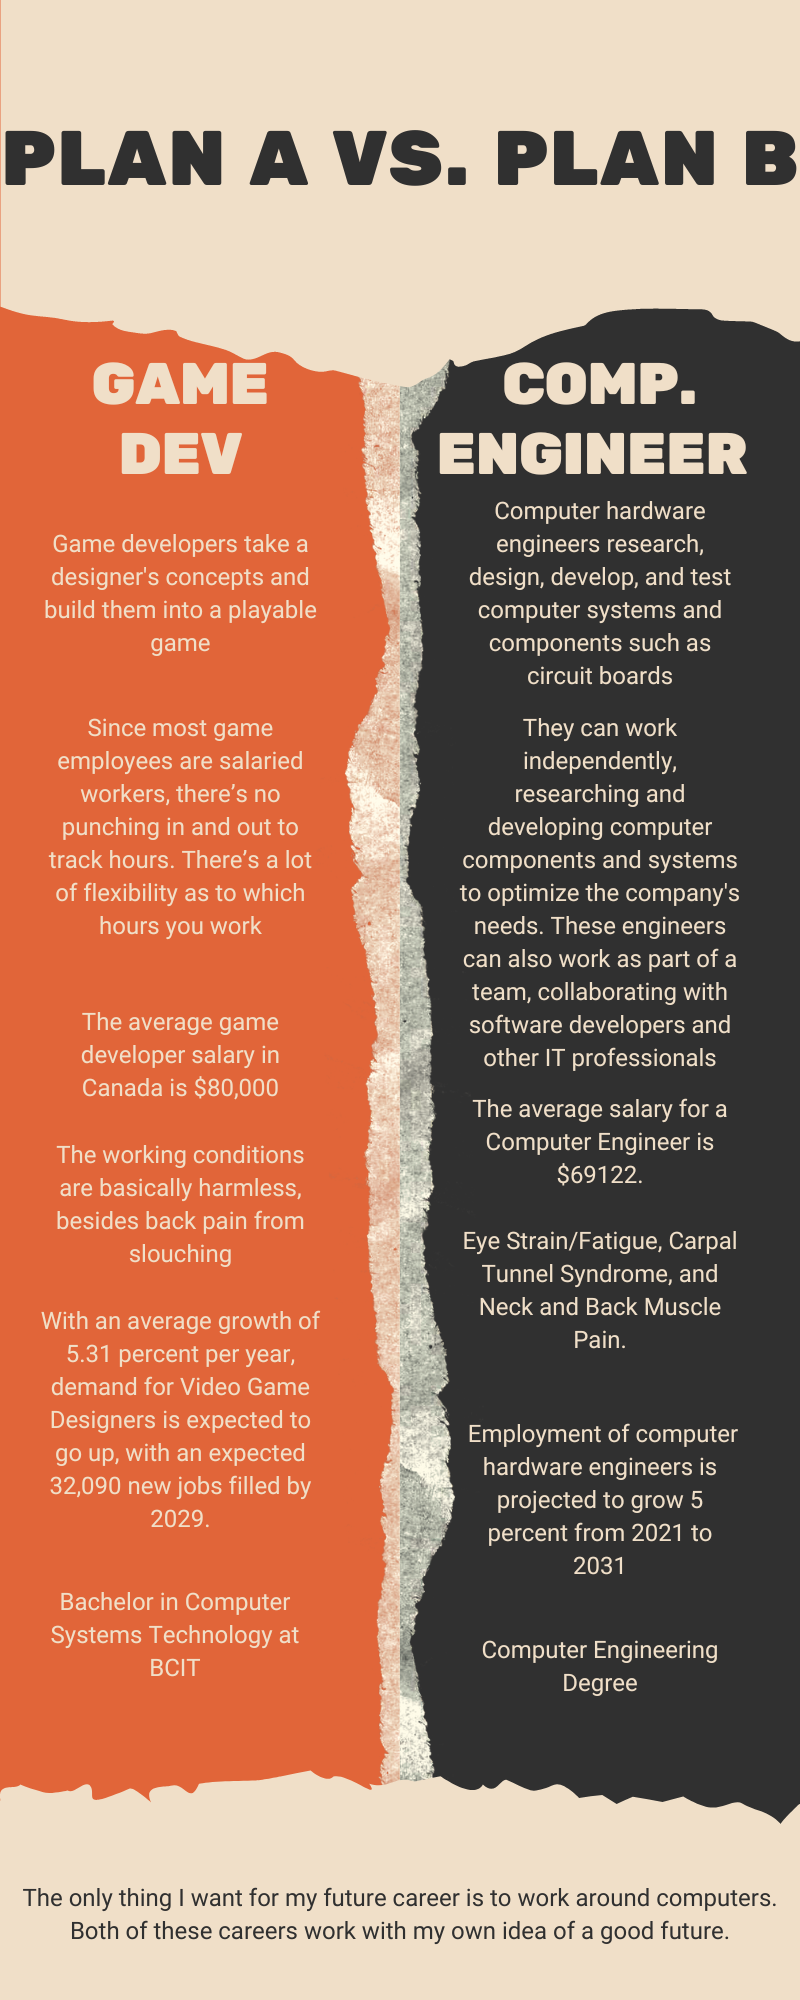 PLAN A VS. PLAN B
GAME
DEV
Game developers take a
designer's concepts and
build them into a playable
game
Since most game
employees are salaried
workers, there’s no
punching in and out to
track hours. There’s a lot
of flexibility as to which
hours you work
The average game
developer salary in
Canada is $80,000
The working conditions
are basically harmless,
besides back pain from
slouching
With an average growth of
5.31 percent per year,
demand for Video Game
Designers is expected to
go up, with an expected
32,090 new jobs filled by
2029.
Bachelor in Computer
Systems Technology at
BCIT
COMP.
ENGINEER
Computer hardware
engineers research,
design, develop, and test
computer systems and
components such as
circuit boards
They can work
independently,
researching and
developing computer
components and systems
to optimize the company's
needs. These engineers
can also work as part of a
team, collaborating with
software developers and
other IT professionals
The average salary for a
Computer Engineer is
$69122.
Eye Strain/Fatigue, Carpal
Tunnel Syndrome, and
Neck and Back Muscle
Pain.
Employment of computer
hardware engineers is
projected to grow 5
percent from 2021 to
2031
Computer Engineering
Degree
The only thing I want for my future career is to work around computers.
Both of these careers work with my own idea of a good future.